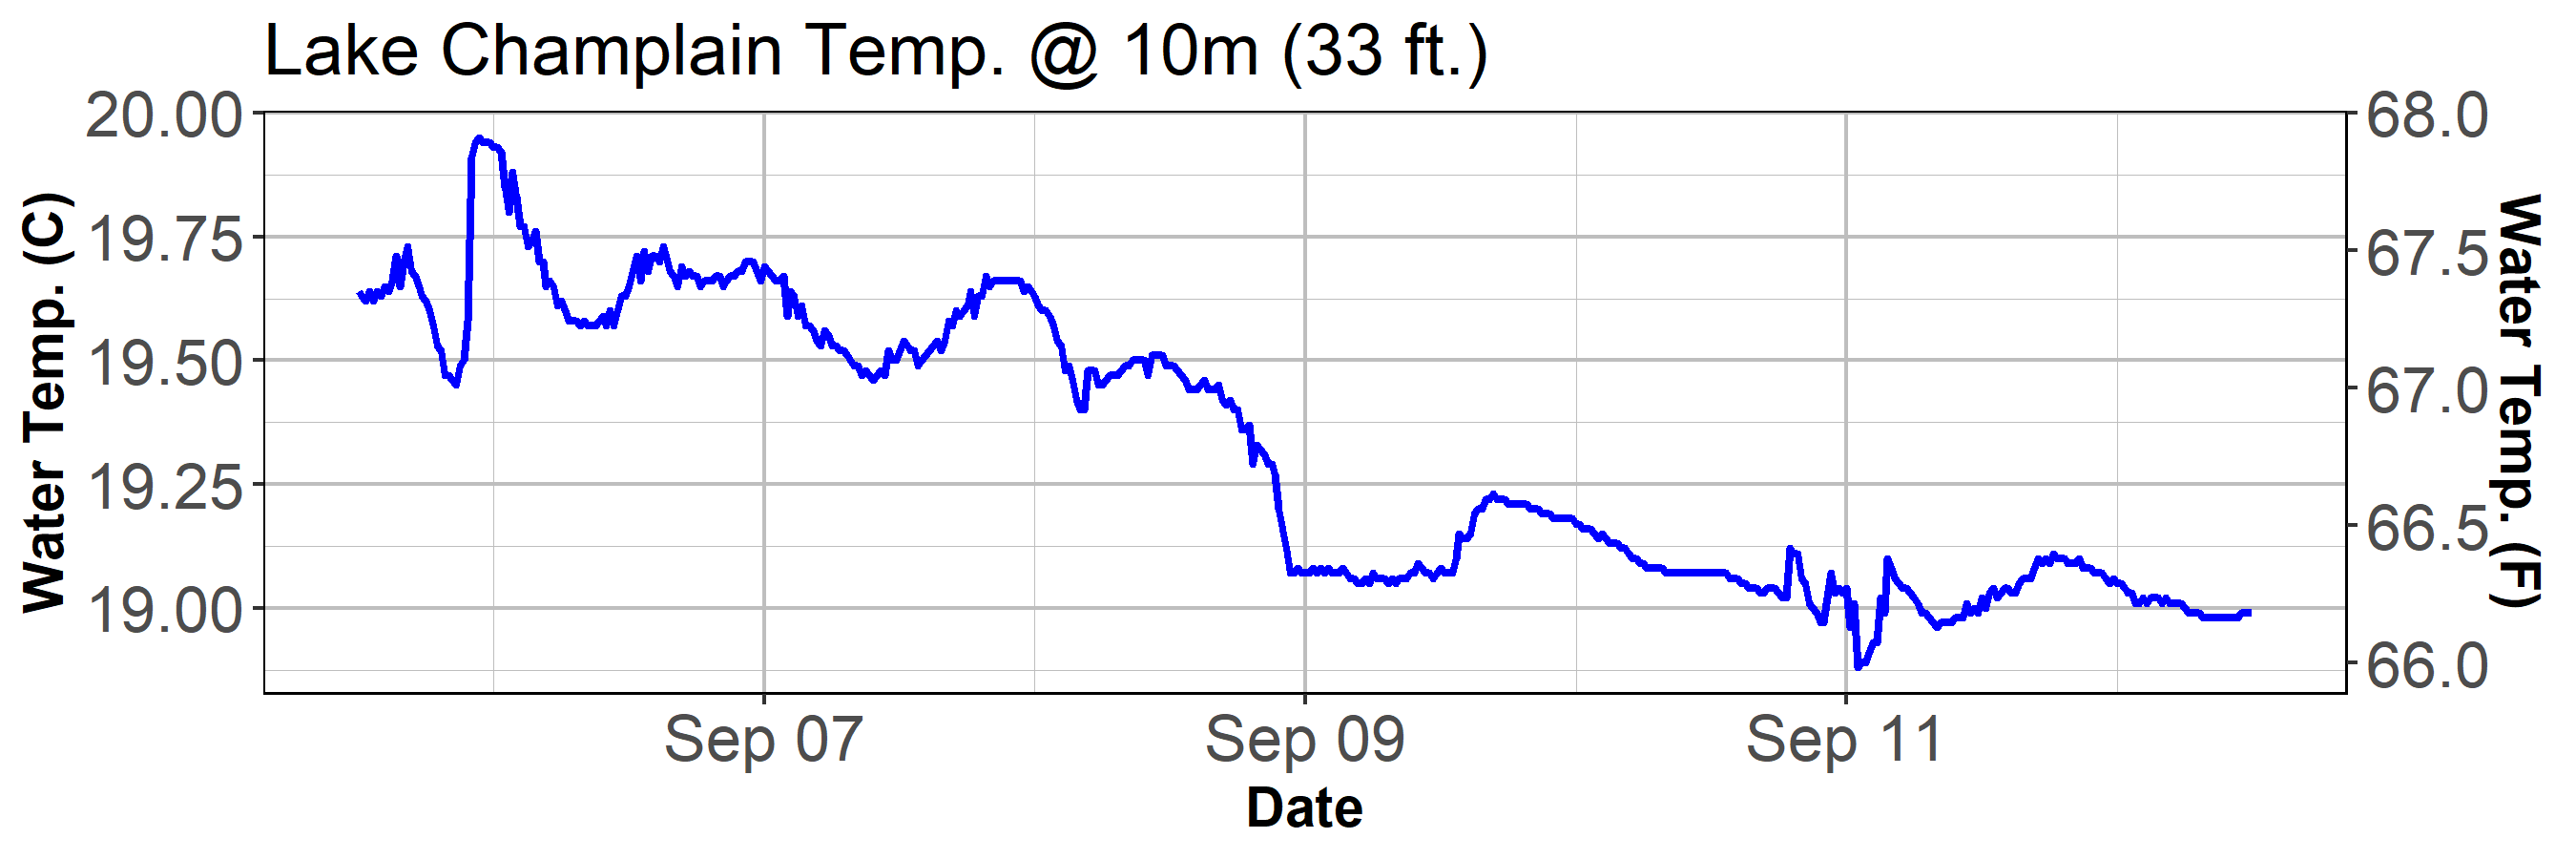 Lake Champlain Temp. @ 10m (33 ft.)
Water Temp. (C)
20.00
19.75
19.50
19.25
19.00
68.0
67.5
67.0
66.5
66.0
Water Temp. (F)
Sep 07 Sep 09 Sep 11
Date